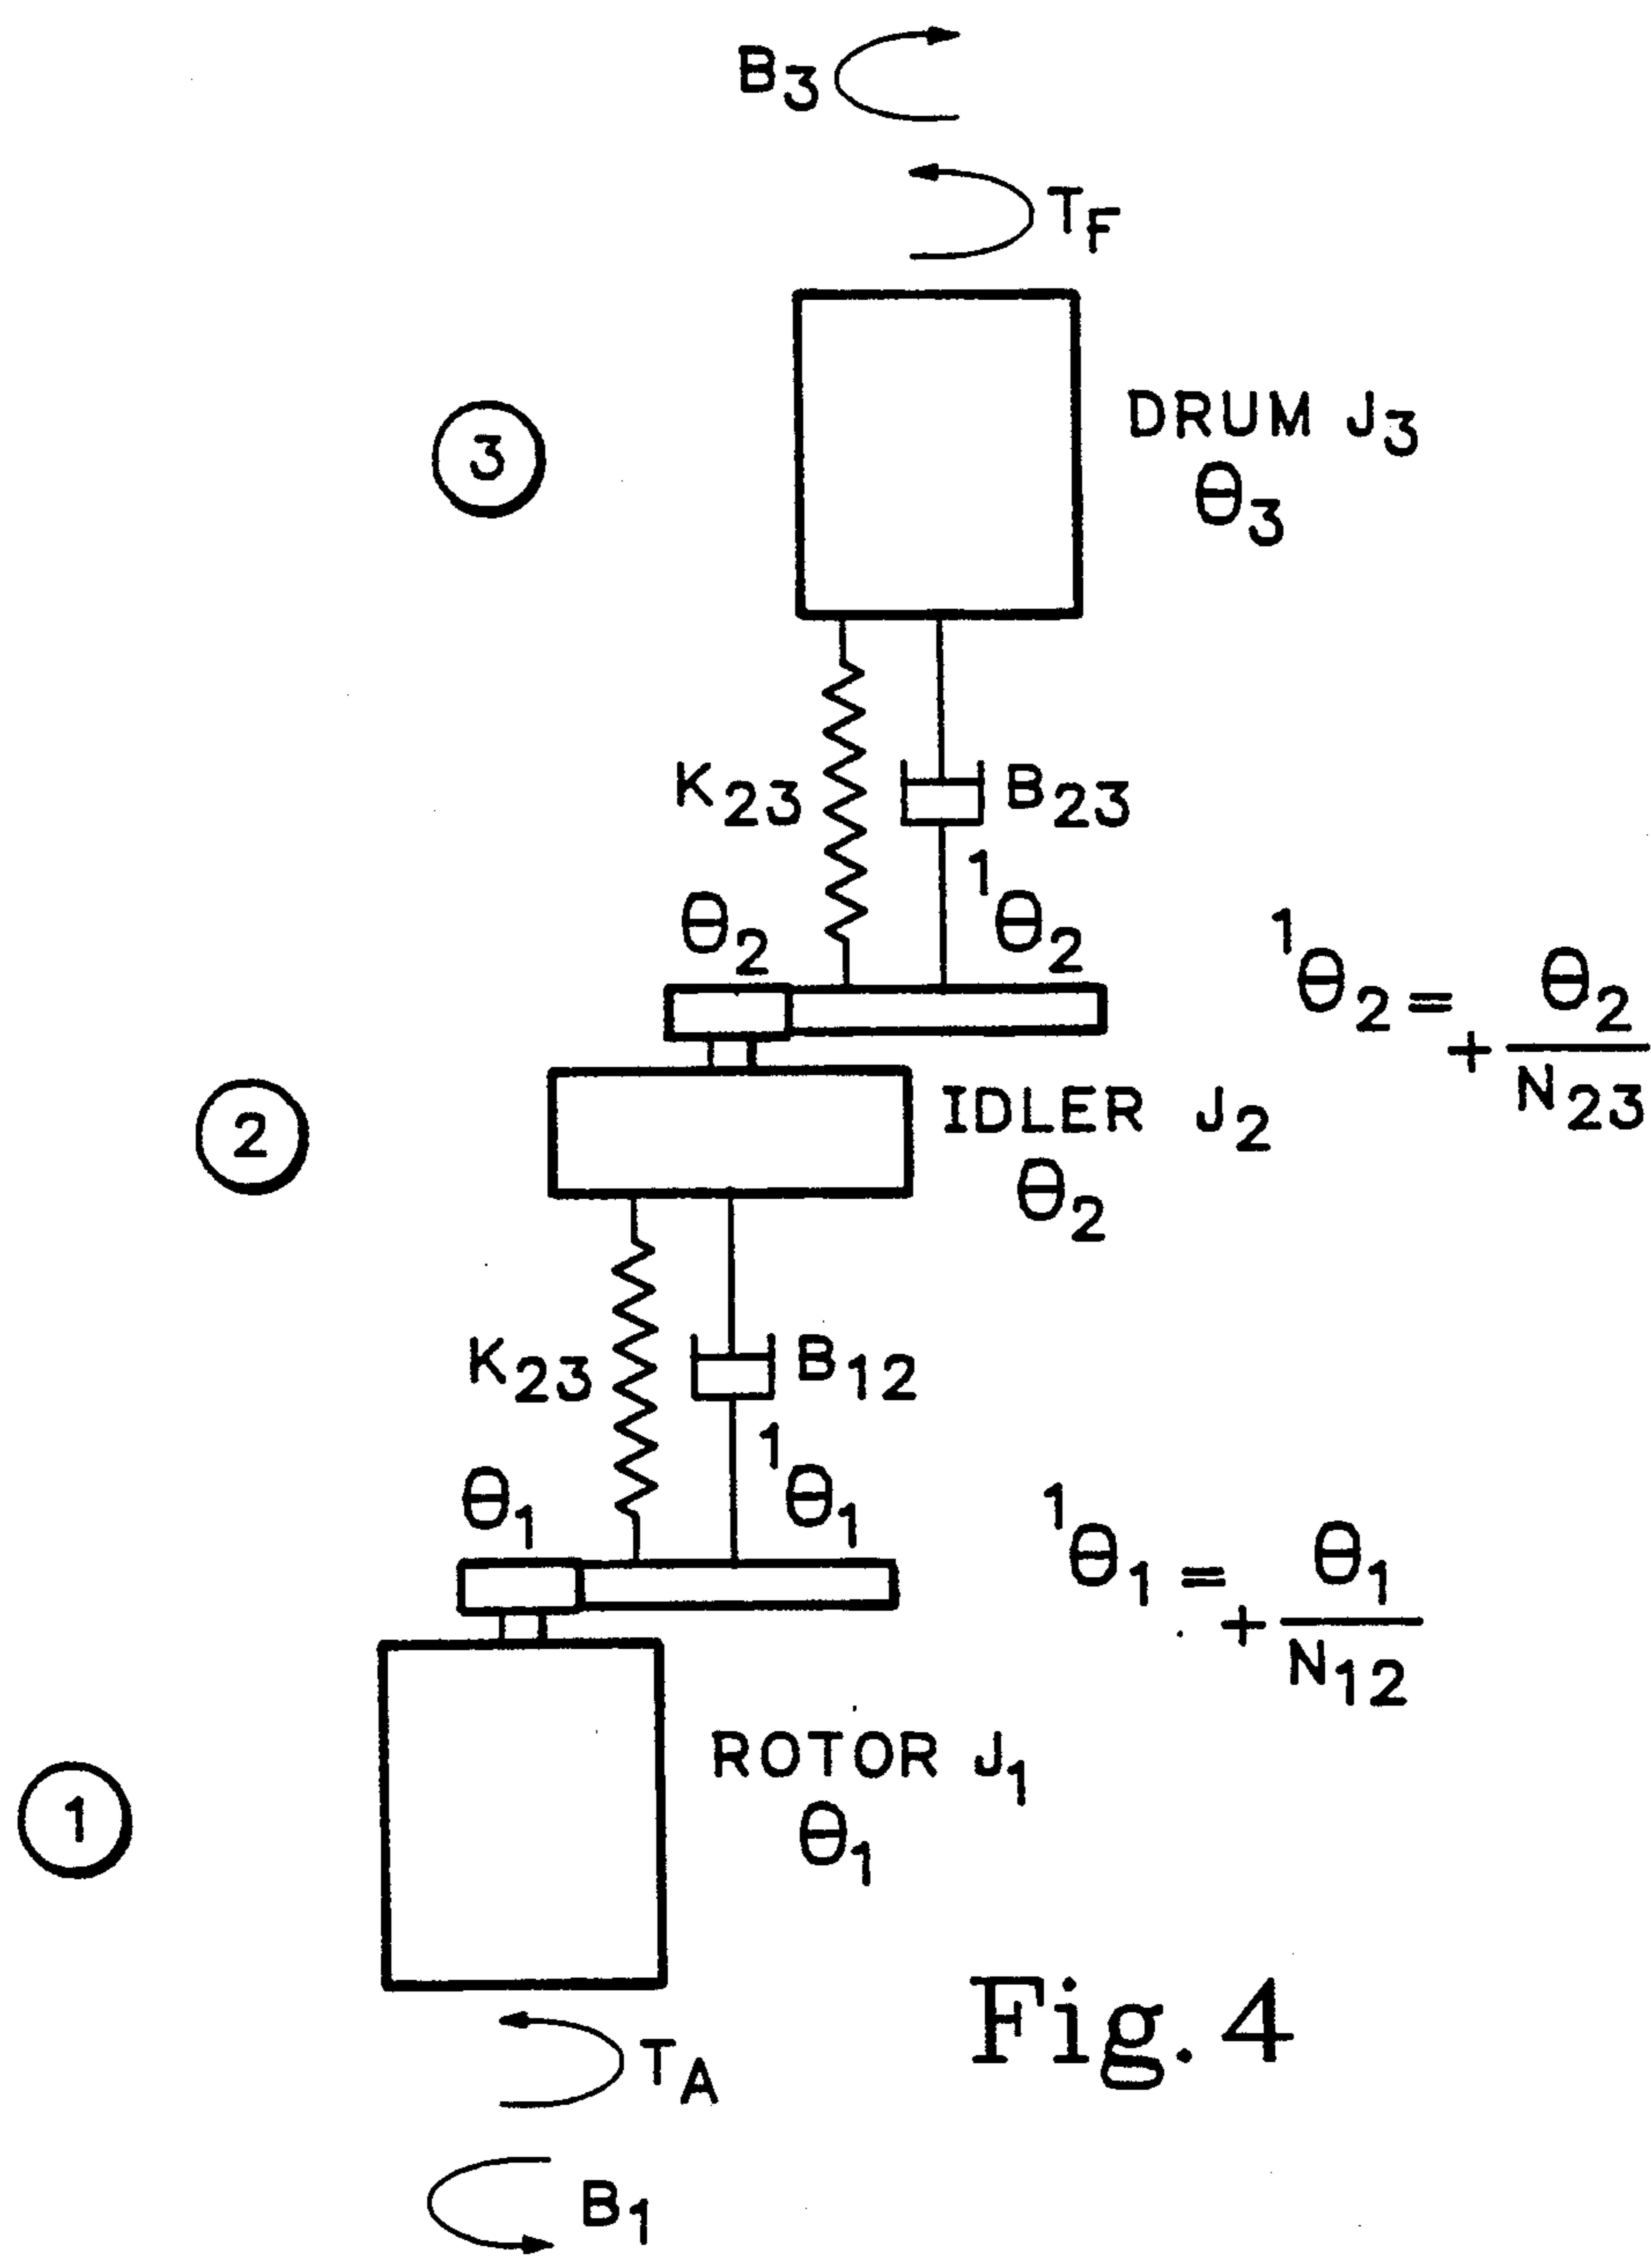 B3
TF
DRUM J3
3
Θ3
K23
B23
Θ2
1Θ2
1Θ2 = + Θ2/N23
2
IDLER J2
Θ2
K23
B12
Θ1
1Θ1
1Θ1 = + Θ1/N12
ROTOR J1
1
Θ1
TA
B1
Fig. 4